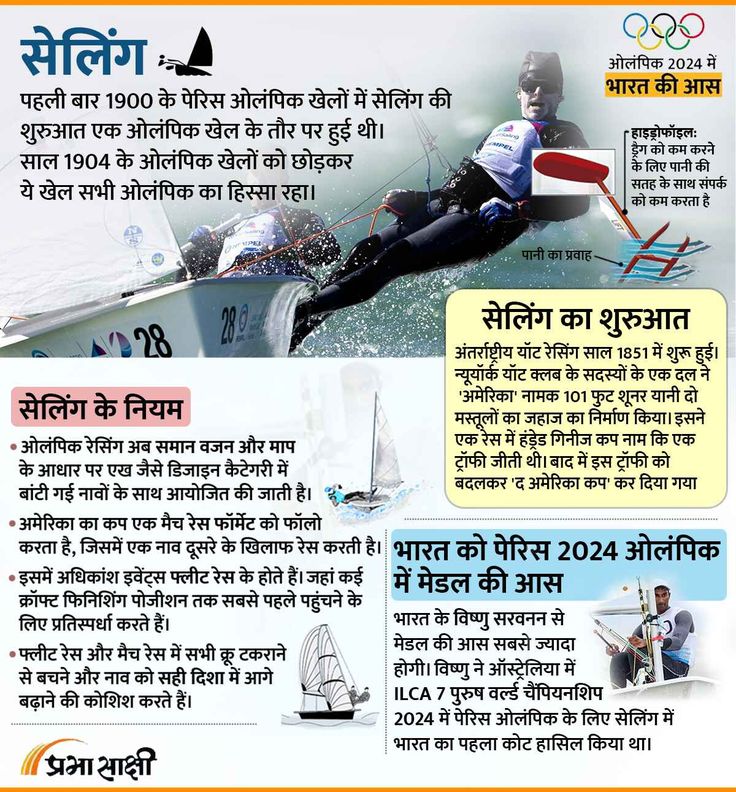 सेलिंग
पहली बार 1900 के पेरिस ओलंपिक खेलों में सेलिंग की
शुरुआत एक ओलंपिक खेल के तौर पर हुई थी।
साल 1904 के ओलंपिक खेलों को छोड़कर
ये खेल सभी ओलंपिक का हिस्सा रहा।
ओलंपिक 2024 में
भारत की आस
हाइड्रोफॉइल:
ड्रैग को कम करने
के लिए पानी की
सतह के साथ संपर्क
को कम करता है
पानी का प्रवाह
HEMPEL
28
28
सेलिंग का शुरुआत
अंतर्राष्ट्रीय यॉट रेसिंग साल 1851 में शुरू हुई।
न्यूयॉर्क यॉट क्लब के सदस्यों के एक दल ने
'अमेरिका' नामक 101 फुट शूनर यानी दो
मस्तूलों का जहाज का निर्माण किया। इसने
एक रेस में हंड्रेड गिनीज कप नाम कि एक
ट्रॉफी जीती थी। बाद में इस ट्रॉफी को
बदलकर 'द अमेरिका कप' कर दिया गया
सेलिंग के नियम
• ओलंपिक रेसिंग अब समान वजन और माप
के आधार पर एख जैसे डिजाइन कैटेगरी में
बांटी गई नावों के साथ आयोजित की जाती है।
• अमेरिका का कप एक मैच रेस फॉर्मेट को फॉलो
करता है, जिसमें एक नाव दूसरे के खिलाफ रेस करती है।
• इसमें अधिकांश इवेंट्स फ्लीट रेस के होते हैं। जहां कई
क्रॉफ्ट फिनिशिंग पोजीशन तक सबसे पहले पहुंचने के
लिए प्रतिस्पर्धा करते हैं।
• फ्लीट रेस और मैच रेस में सभी क्रू टकराने
से बचने और नाव को सही दिशा में आगे
बढ़ाने की कोशिश करते हैं।
भारत को पेरिस 2024 ओलंपिक
में मेडल की आस
भारत के विष्णु सरवनन से
मेडल की आस सबसे ज्यादा
होगी। विष्णु ने ऑस्ट्रेलिया में
ILCA 7 पुरुष वर्ल्ड चैंपियनशिप
2024 में पेरिस ओलंपिक के लिए सेलिंग में
भारत का पहला कोट हासिल किया था।
प्रभा साक्षी